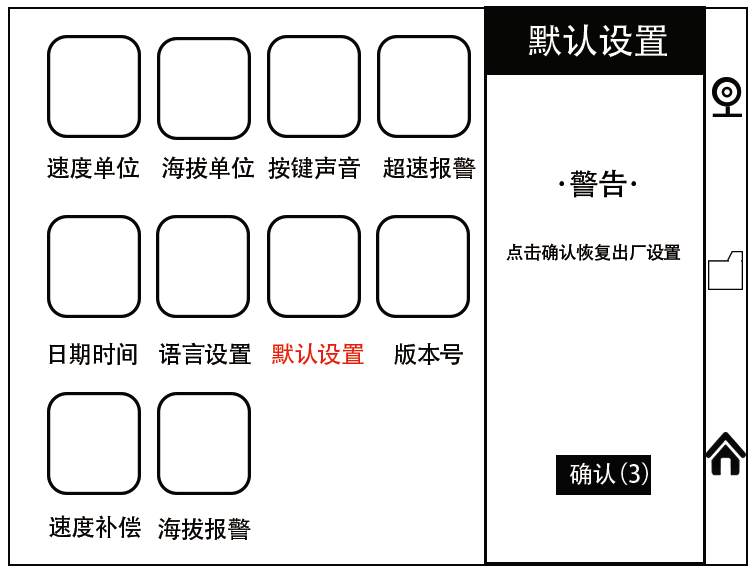 速度单位 海拔单位 按键声音 超速报警
日期时间 语言设置 默认设置 版本号
速度补偿 海拔报警
默认设置
·警告·
点击确认恢复出厂设置
确认(3)